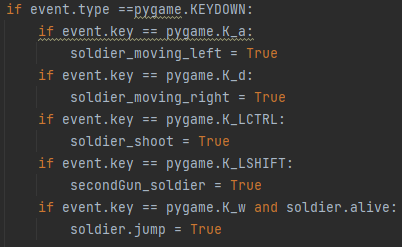 if event.type ==pygame.KEYDOWN:
    if event.key == pygame.K_a:
        soldier_moving_left = True
    if event.key == pygame.K_d:
        soldier_moving_right = True
    if event.key == pygame.K_LCTRL:
        soldier_shoot = True
    if event.key == pygame.K_LSHIFT:
        secondGun_soldier = True
    if event.key == pygame.K_w and soldier.alive:
        soldier.jump = True